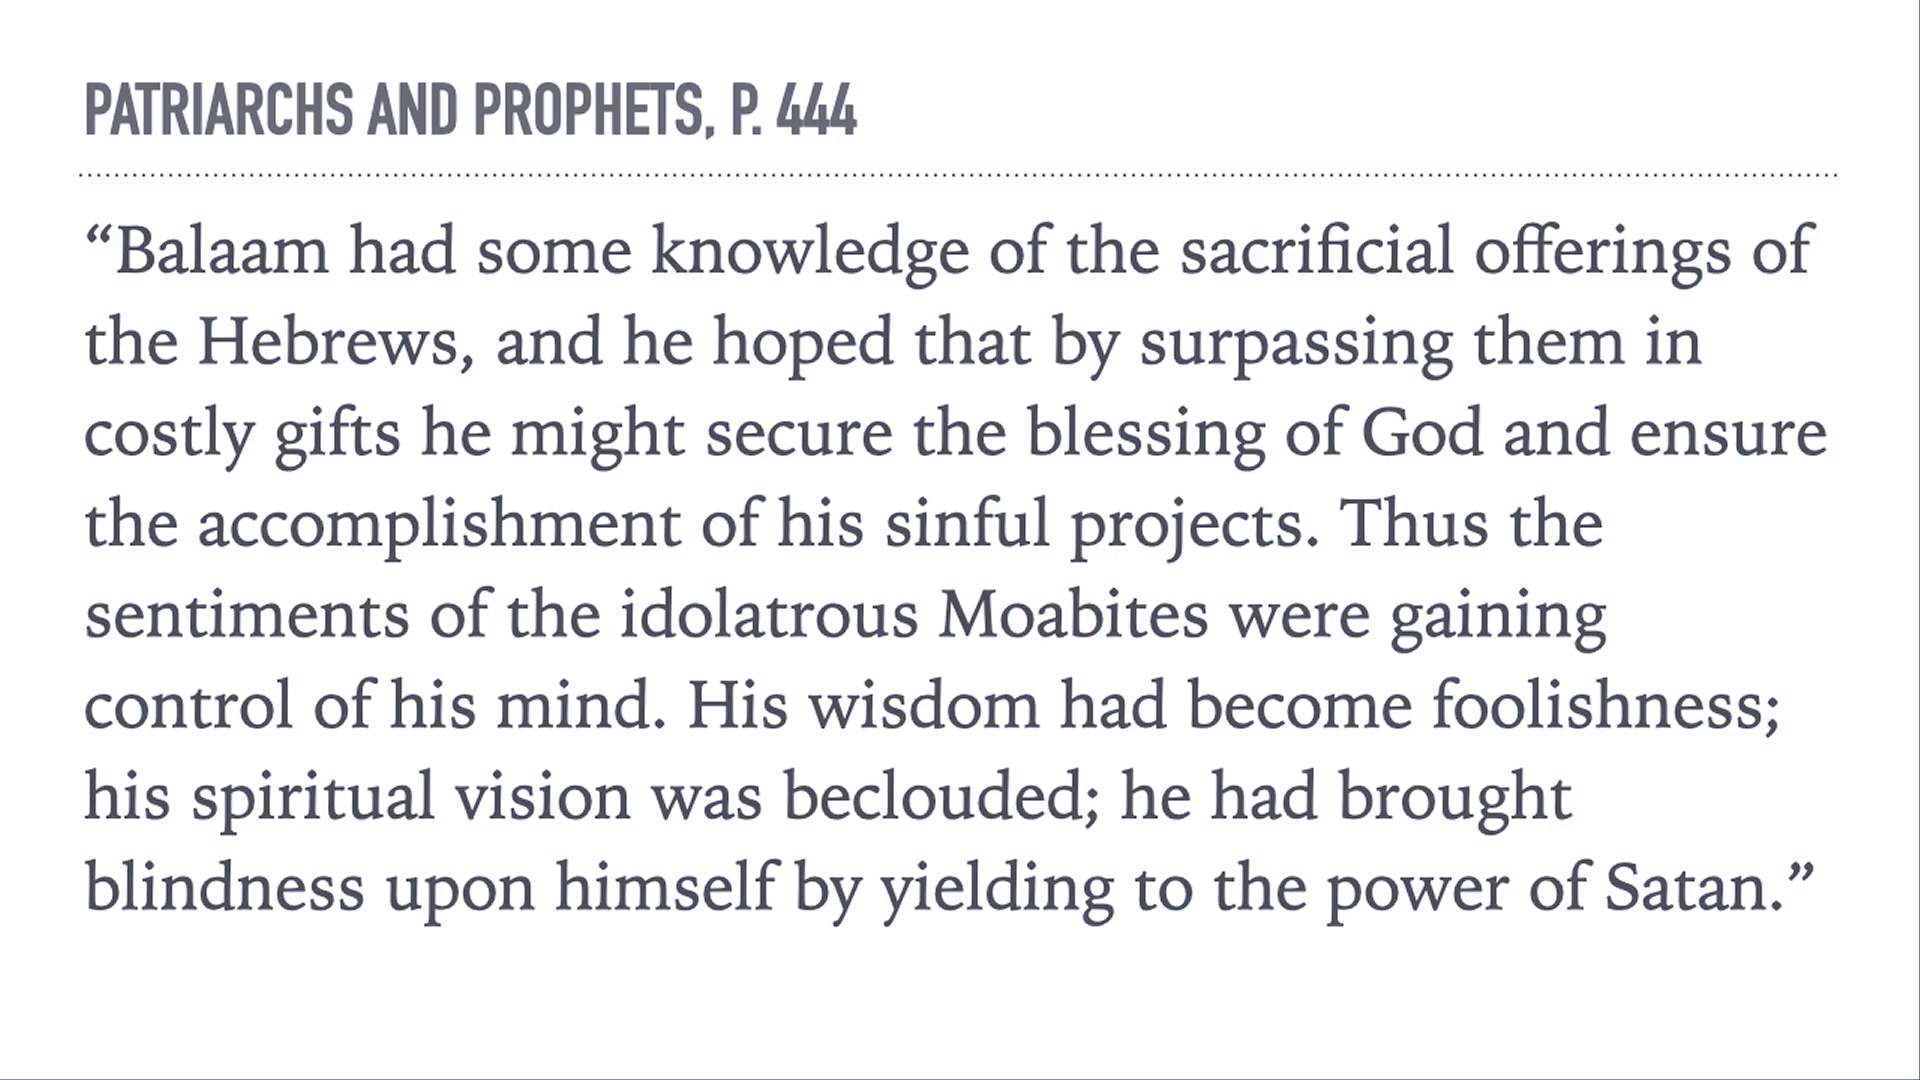 PATRIARCHS AND PROPHETS, P. 444
“Balaam had some knowledge of the sacrificial offerings of
the Hebrews, and he hoped that by surpassing them in
costly gifts he might secure the blessing of God and ensure
the accomplishment of his sinful projects. Thus the
sentiments of the idolatrous Moabites were gaining
control of his mind. His wisdom had become foolishness;
his spiritual vision was beclouded; he had brought
blindness upon himself by yielding to the power of Satan.”